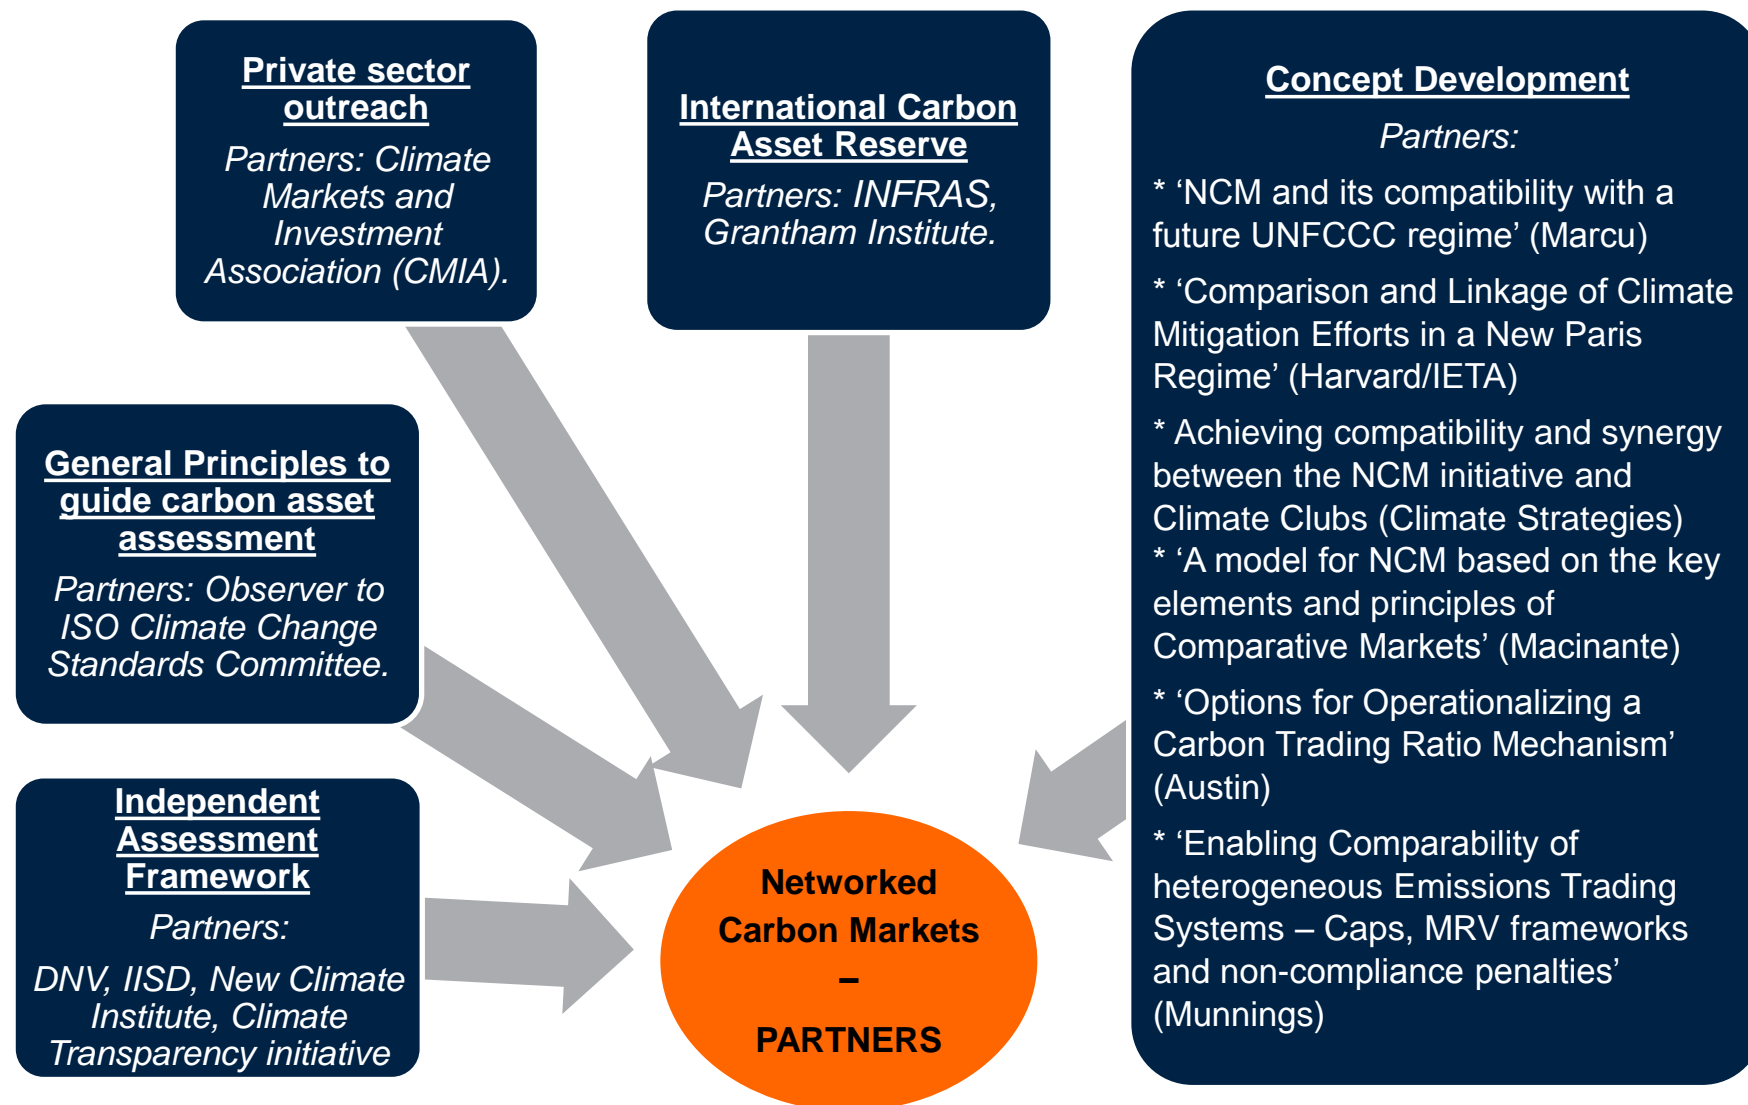 Private sector
outreach
Partners: Climate
Markets and
Investment
Association (CMIA).
International Carbon
Asset Reserve
Partners: INFRAS,
Grantham Institute.
Concept Development
Partners:
* ‘NCM and its compatibility with a
future UNFCCC regime’ (Marcu)
* ‘Comparison and Linkage of Climate
Mitigation Efforts in a New Paris
Regime’ (Harvard/IETA)
* Achieving compatibility and synergy
between the NCM initiative and
Climate Clubs (Climate Strategies)
* ‘A model for NCM based on the key
elements and principles of
Comparative Markets’ (Macinante)
* ‘Options for Operationalizing a
Carbon Trading Ratio Mechanism’
(Austin)
* ‘Enabling Comparability of
heterogeneous Emissions Trading
Systems – Caps, MRV frameworks
and non-compliance penalties’
(Munnings)
General Principles to
guide carbon asset
assessment
Partners: Observer to
ISO Climate Change
Standards Committee.
Independent
Assessment
Framework
Partners:
DNV, IISD, New Climate
Institute, Climate
Transparency initiative
Networked
Carbon Markets
–
PARTNERS